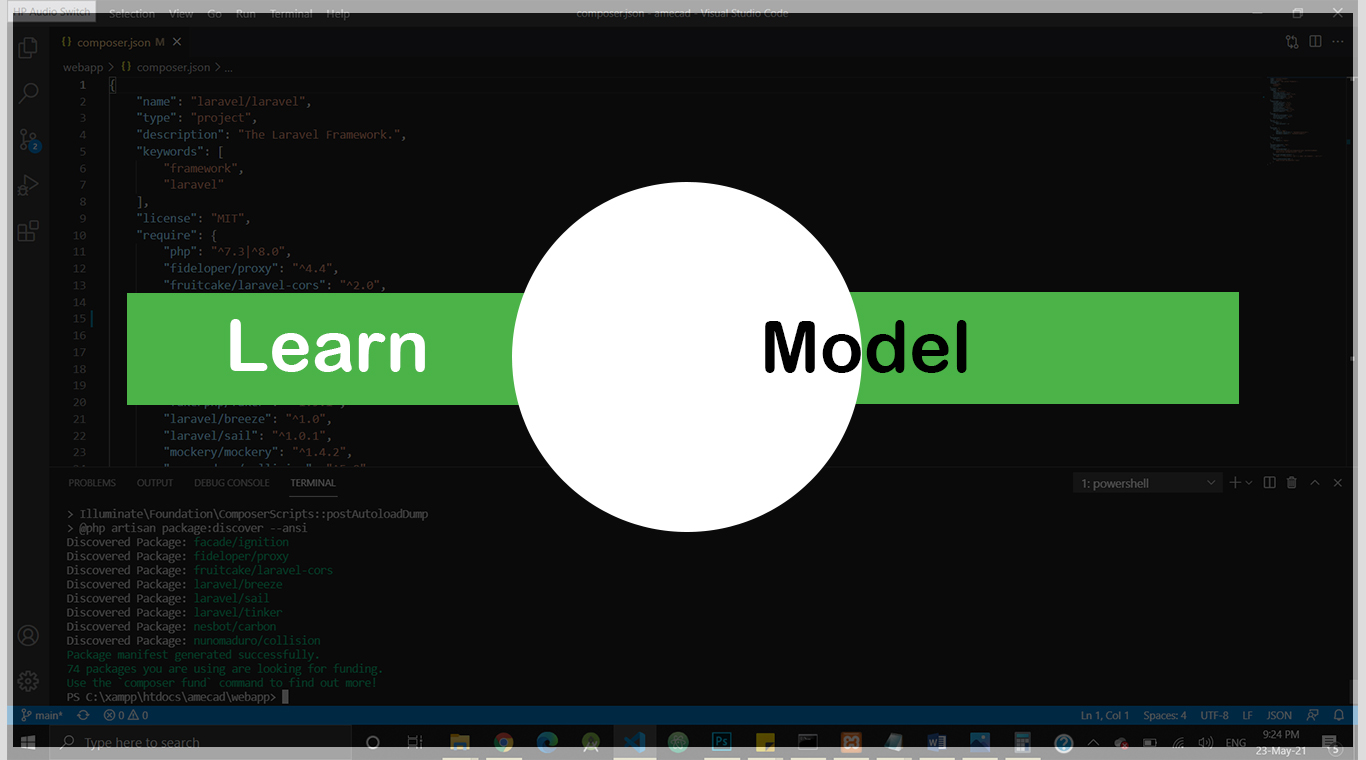 HP Audio Switch
Selection View Go Run Terminal Help
composer.json - amecad - Visual Studio Code
{} composer.json M
webapp > {} composer.json > ...
1 {
2 "name": "laravel/laravel",
3 "type": "project",
4 "description": "The Laravel Framework.",
5 "keywords": [
6 "framework",
7 "laravel"
8 ],
9 "license": "MIT",
10 "require": {
11 "php": "^7.3|^8.0",
12 "fideloper/proxy": "^4.4",
13 "fruitcake/laravel-cors": "^2.0",
14
15
16
17
18
19
20
Learn Model
21 "laravel/breeze": "^1.0",
22 "laravel/sail": "^1.0.1",
23 "mockery/mockery": "^1.4.2",
PROBLEMS OUTPUT DEBUG CONSOLE TERMINAL
1: powershell
> Illuminate\Foundation\ComposerScripts::postAutoloadDump
> @php artisan package:discover --ansi
Discovered Package: facade/ignition
Discovered Package: fideloper/proxy
Discovered Package: fruitcake/laravel-cors
Discovered Package: laravel/breeze
Discovered Package: laravel/sail
Discovered Package: laravel/tinker
Discovered Package: nesbot/carbon
Discovered Package: nunomaduro/collision
Package manifest generated successfully.
74 packages you are using are looking for funding.
Use the `composer fund` command to find out more!
PS C:\xampp\htdocs\amecad\webapp>
main* 0 0
Ln 1, Col 1 Spaces: 4 UTF-8 LF JSON
Type here to search
ENG
9:24 PM
23-May-21
5